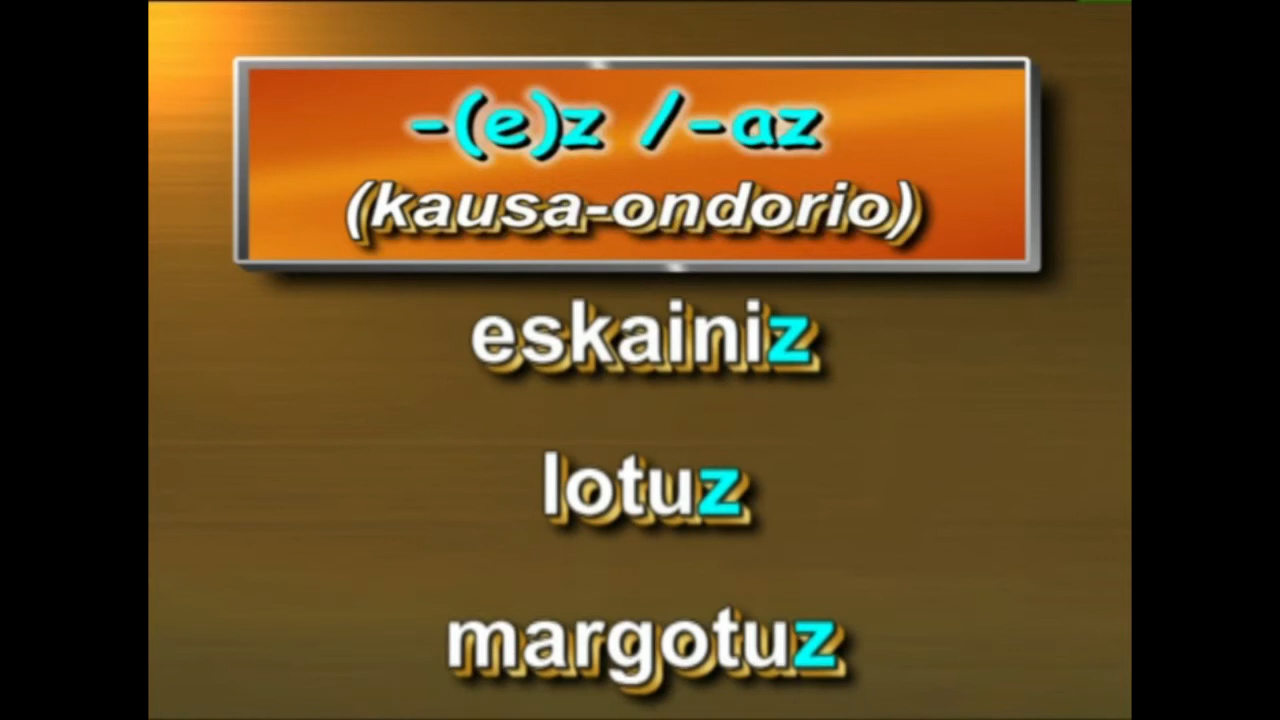 -(e)z /-az
(kausa-ondorio)
eskainiz
lotuz
margotuz